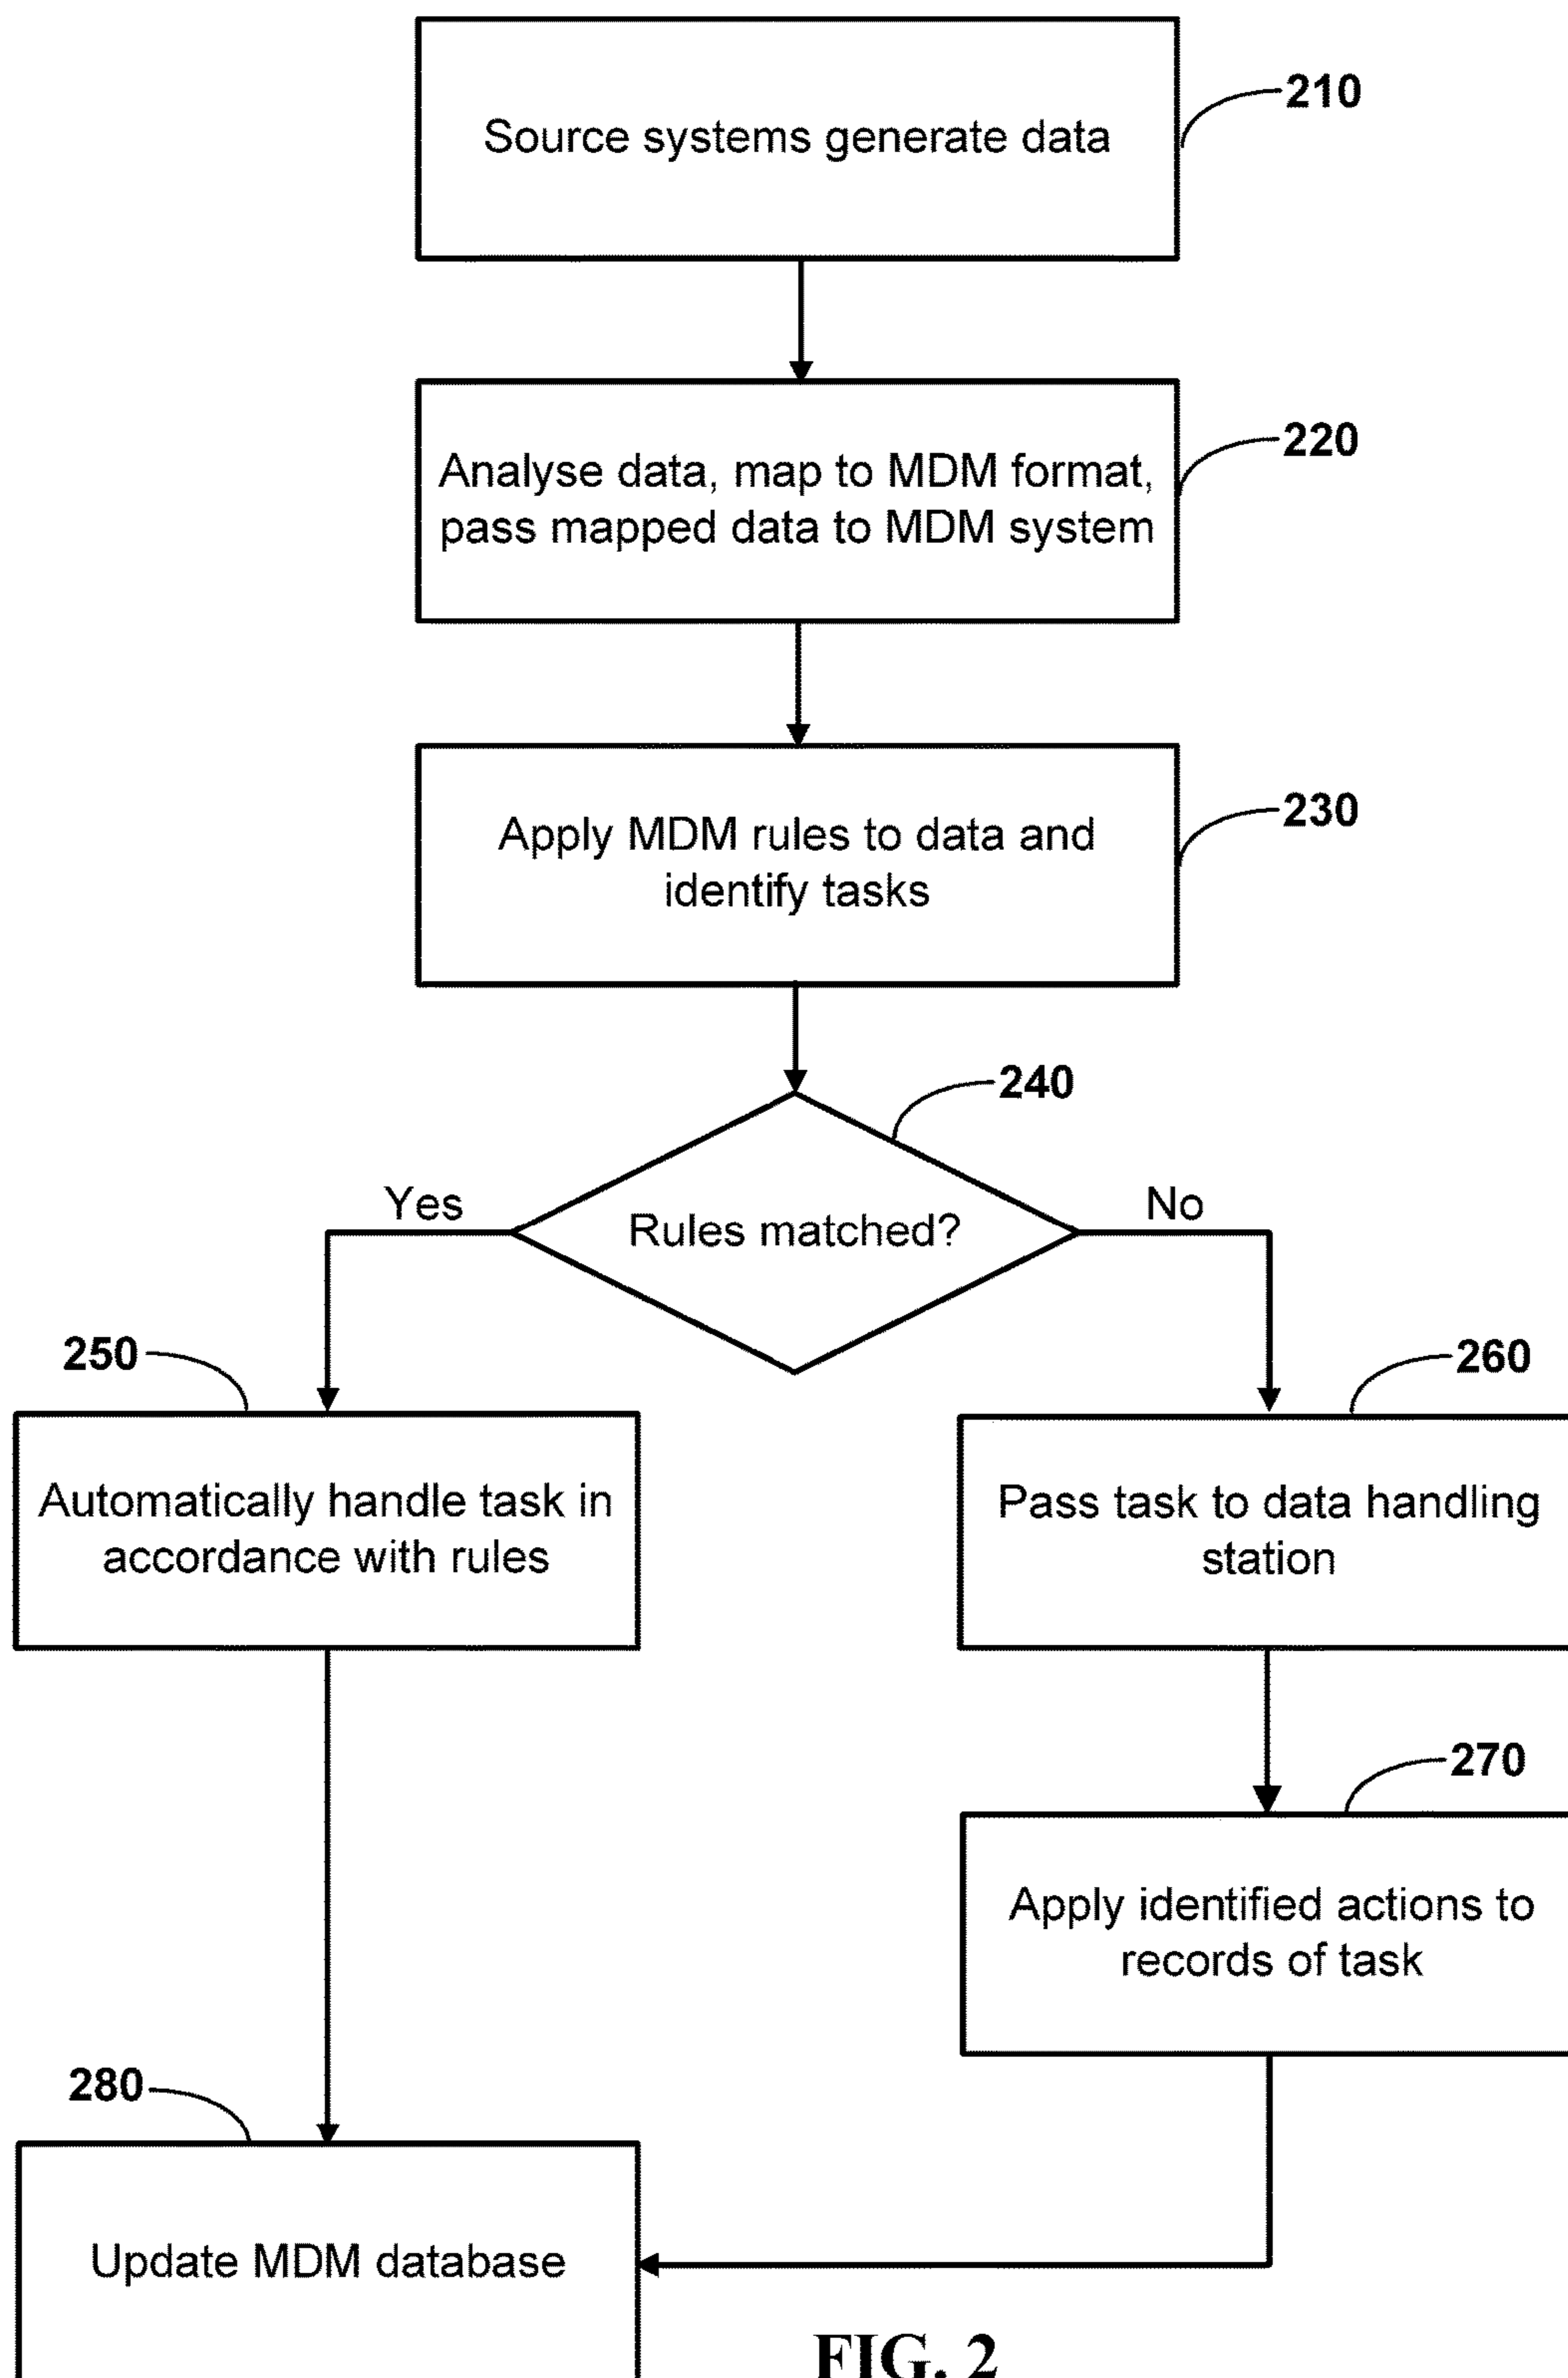 210
Source systems generate data
220
Analyse data, map to MDM format,
pass mapped data to MDM system
230
Apply MDM rules to data and
identify tasks
240
Yes
No
Rules matched?
250
260
Automatically handle task in
accordance with rules
Pass task to data handling
station
270
Apply identified actions to
records of task
280
Update MDM database
FIG. 2